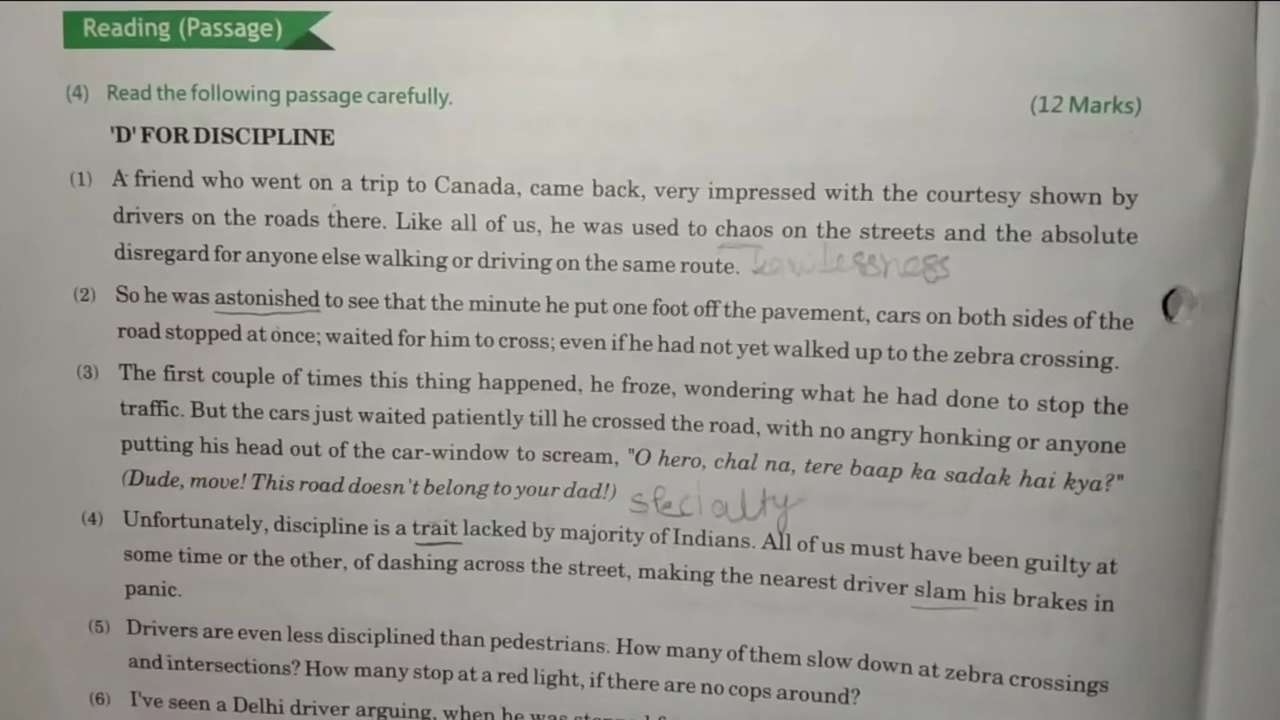 Reading (Passage)
(4) Read the following passage carefully. (12 Marks)
'D' FOR DISCIPLINE
(1) A friend who went on a trip to Canada, came back, very impressed with the courtesy shown by
drivers on the roads there. Like all of us, he was used to chaos on the streets and the absolute
disregard for anyone else walking or driving on the same route. lawlessness
(2) So he was astonished to see that the minute he put one foot off the pavement, cars on both sides of the
road stopped at once; waited for him to cross; even if he had not yet walked up to the zebra crossing.
(3) The first couple of times this thing happened, he froze, wondering what he had done to stop the
traffic. But the cars just waited patiently till he crossed the road, with no angry honking or anyone
putting his head out of the car-window to scream, "O hero, chal na, tere baap ka sadak hai kya?"
(Dude, move! This road doesn't belong to your dad!) specialty
(4) Unfortunately, discipline is a trait lacked by majority of Indians. All of us must have been guilty at
some time or the other, of dashing across the street, making the nearest driver slam his brakes in
panic.
(5) Drivers are even less disciplined than pedestrians. How many of them slow down at zebra crossings
and intersections? How many stop at a red light, if there are no cops around?
(6) I've seen a Delhi driver arguing, when he was